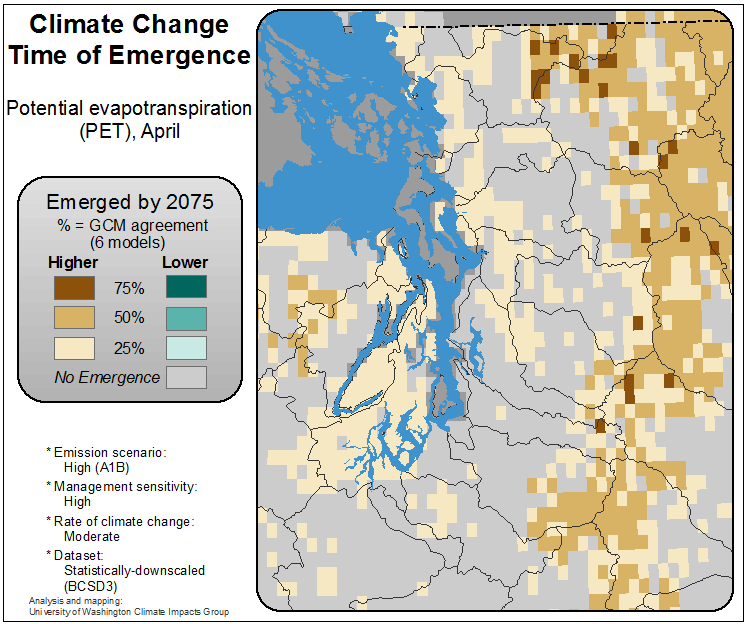 Climate Change
Time of Emergence
Potential evapotranspiration
(PET), April
Emerged by 2075
% = GCM agreement
(6 models)
Higher Lower
75%
50%
25%
No Emergence
* Emission scenario:
High (A1B)
* Management sensitivity:
High
* Rate of climate change:
Moderate
* Dataset:
Statistically-downscaled
(BCSD3)
Analysis and mapping:
University of Washington Climate Impacts Group